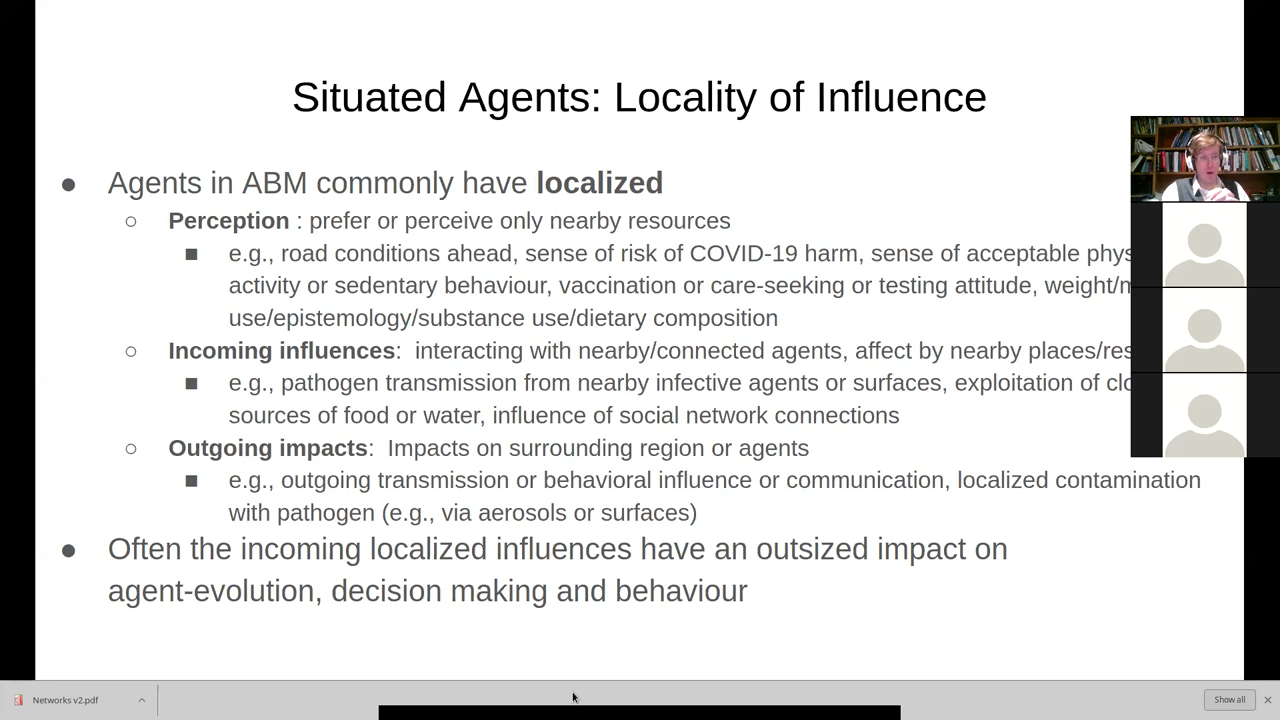 Situated Agents: Locality of Influence
● Agents in ABM commonly have localized
○ Perception : prefer or perceive only nearby resources
■ e.g., road conditions ahead, sense of risk of COVID-19 harm, sense of acceptable
activity or sedentary behaviour, vaccination or care-seeking or testing attitude,
use/epistemology/substance use/dietary composition
○ Incoming influences: interacting with nearby/connected agents, affect by nearby
■ e.g., pathogen transmission from nearby infective agents or surfaces, exploitation of
sources of food or water, influence of social network connections
○ Outgoing impacts: Impacts on surrounding region or agents
■ e.g., outgoing transmission or behavioral influence or communication, localized contamination
with pathogen (e.g., via aerosols or surfaces)
● Often the incoming localized influences have an outsized impact on
agent-evolution, decision making and behaviour
Networks v2.pdf
Show all